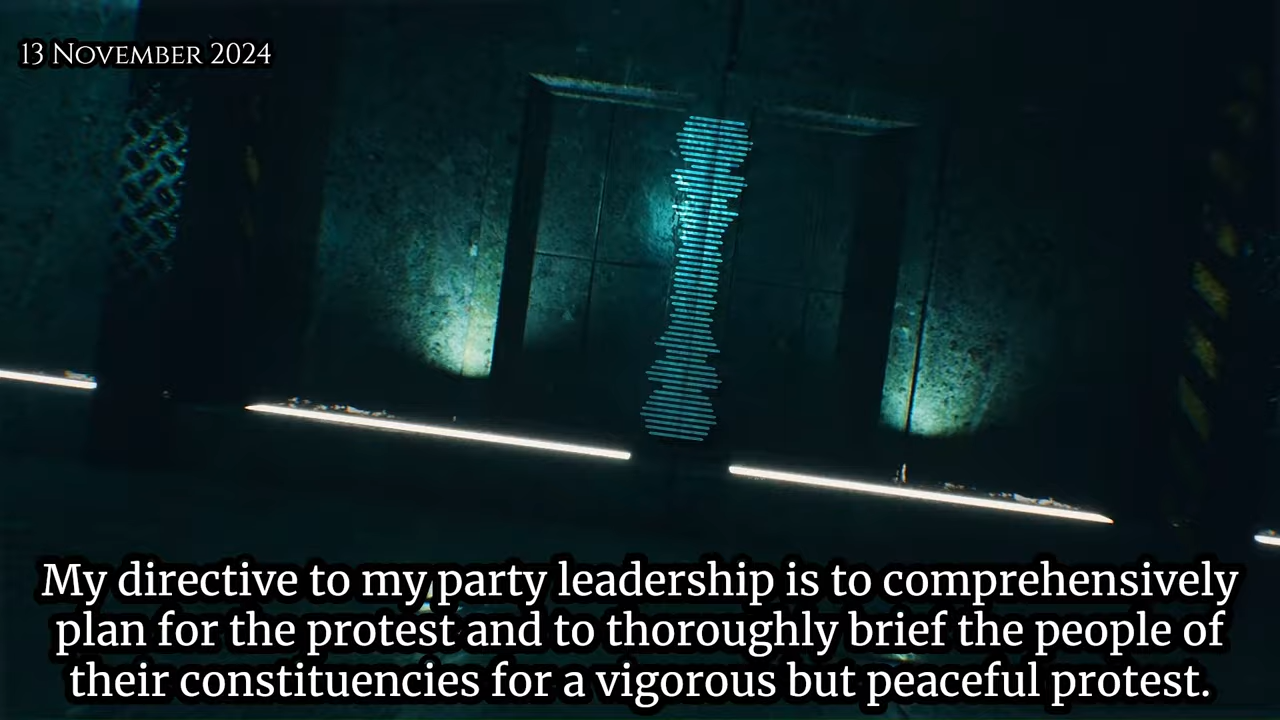 13 November 2024
My directive to my party leadership is to comprehensively
plan for the protest and to thoroughly brief the people of
their constituencies for a vigorous but peaceful protest.